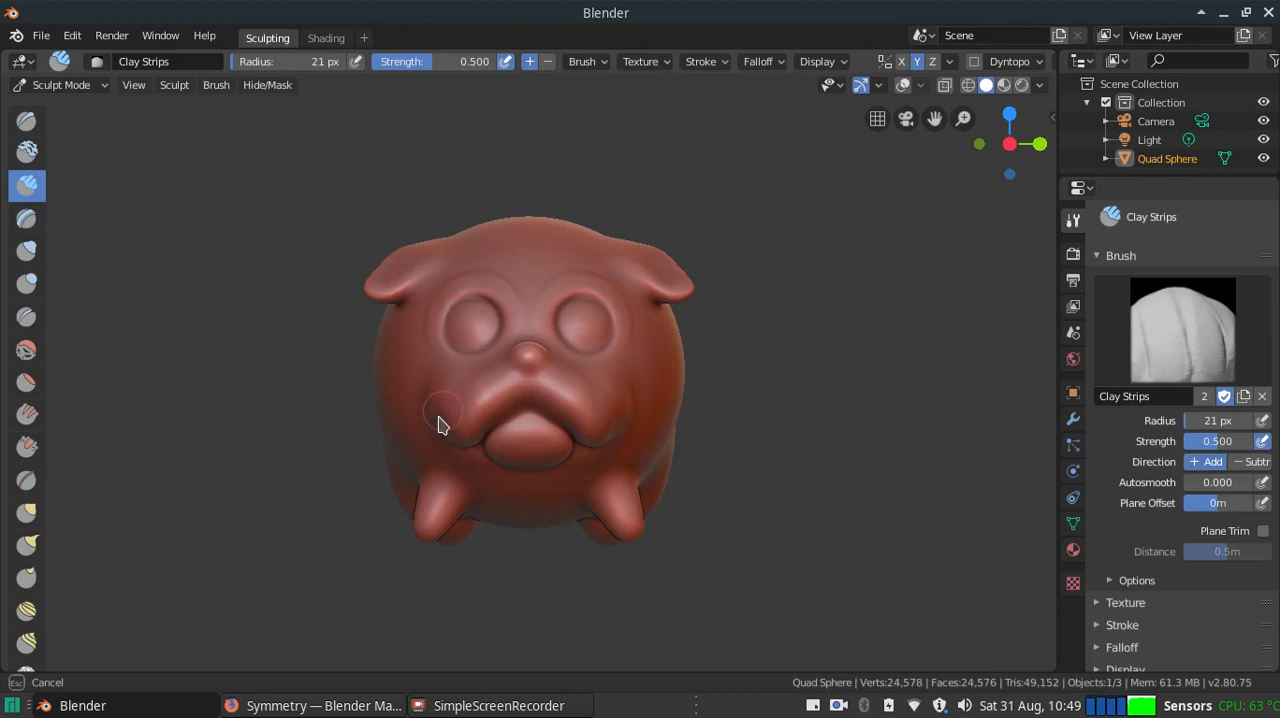 Blender
File Edit Render Window Help Sculpting Shading + Scene View Layer
Clay Strips Radius: 21 px Strength: 0.500 + − Brush Texture Stroke Falloff Display X Y Z Dyntopo
Sculpt Mode View Sculpt Brush Hide/Mask
Scene Collection
Collection
Camera
Light
Quad Sphere
Clay Strips
Brush
Clay Strips 2
Radius 21 px
Strength 0.500
Direction + Add − Subtr
Autosmooth 0.000
Plane Offset 0m
Plane Trim
Distance 0.5m
Options
Texture
Stroke
Falloff
Display
Esc Cancel Quad Sphere | Verts:24,578 | Faces:24,576 | Tris:49,152 | Objects:1/3 | Mem: 61.3 MB | v2.80.75
Blender Symmetry — Blender Ma... SimpleScreenRecorder Sat 31 Aug, 10:49 Sensors CPU: 63 °